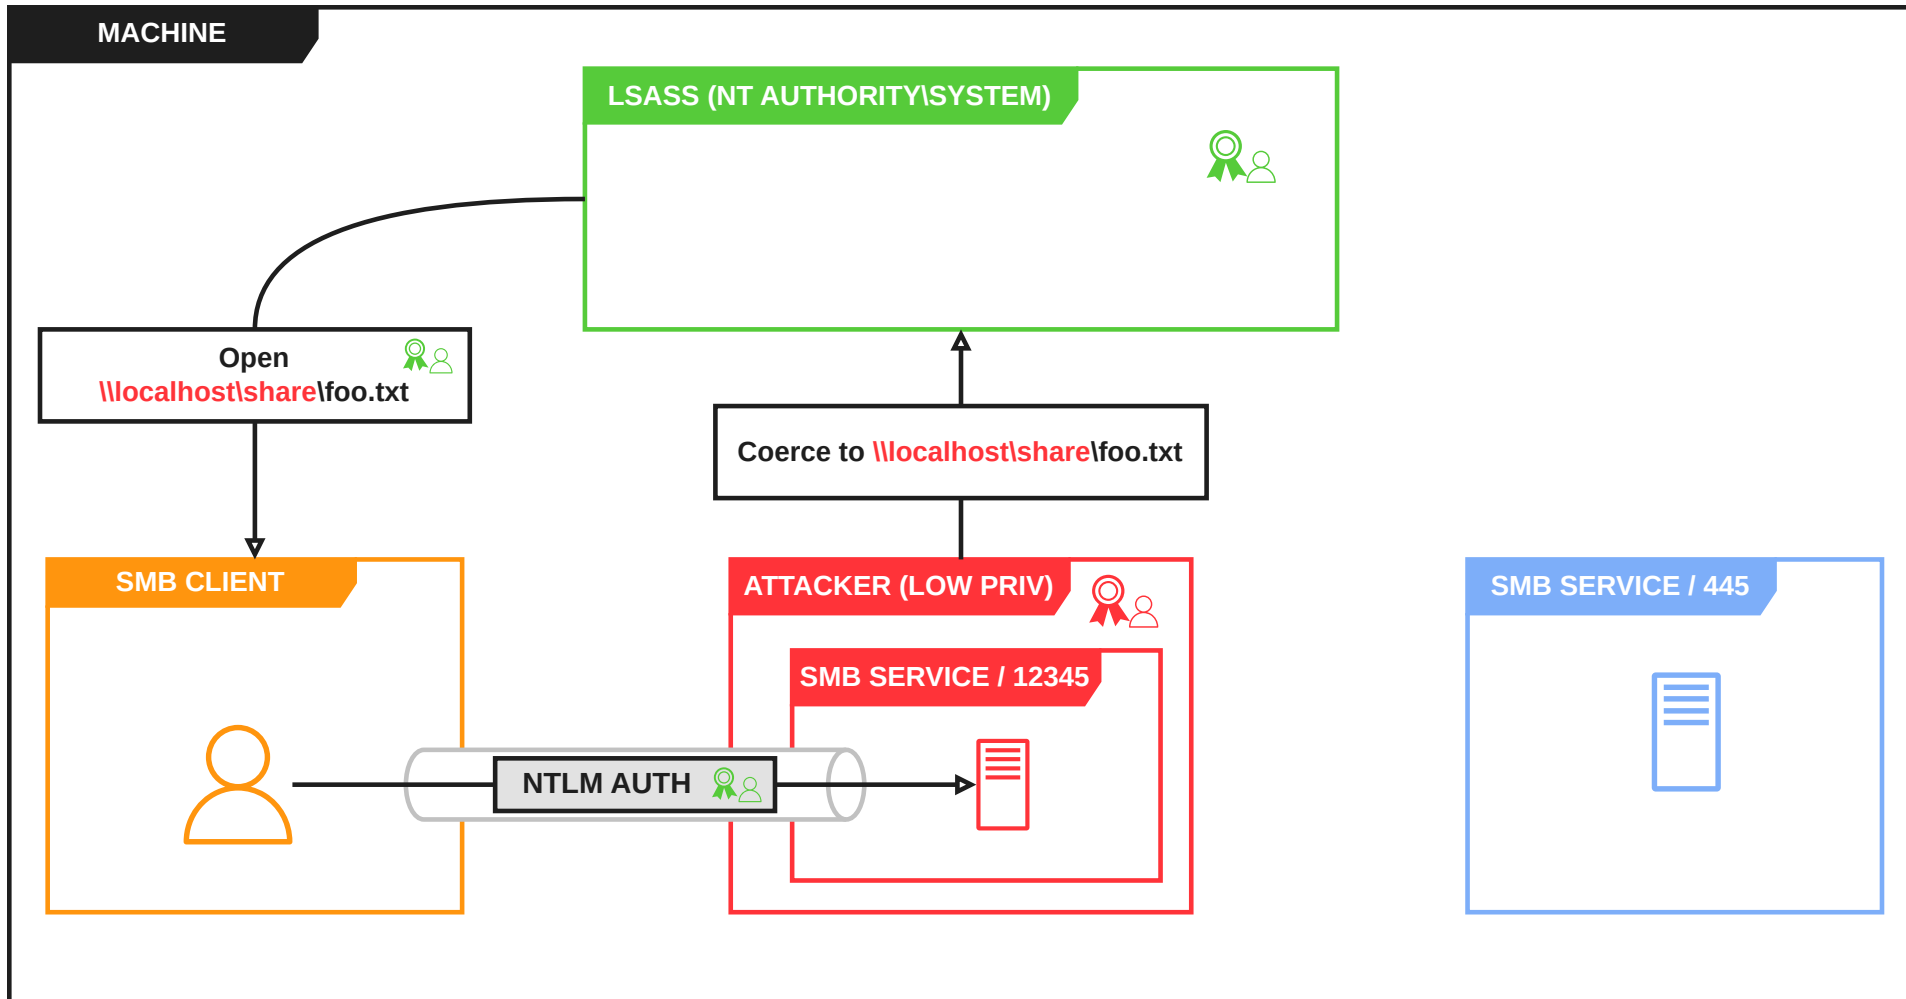 MACHINE
LSASS (NT AUTHORITY\SYSTEM)
Open
\\localhost\share\foo.txt
Coerce to \\localhost\share\foo.txt
SMB CLIENT
ATTACKER (LOW PRIV)
SMB SERVICE / 445
SMB SERVICE / 12345
NTLM AUTH